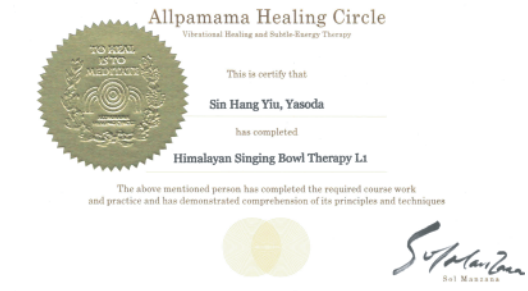 Allpamama Healing Circle
Vibrational Healing and Subtle-Energy Therapy
TO HEAL
IS TO
MEDITATE
This is certify that
Sin Hang Yiu, Yasoda
has completed
Himalayan Singing Bowl Therapy L1
The above mentioned person has completed the required course work
and practice and has demonstrated comprehension of its principles and techniques
Sol Manzana
Sol Manzana